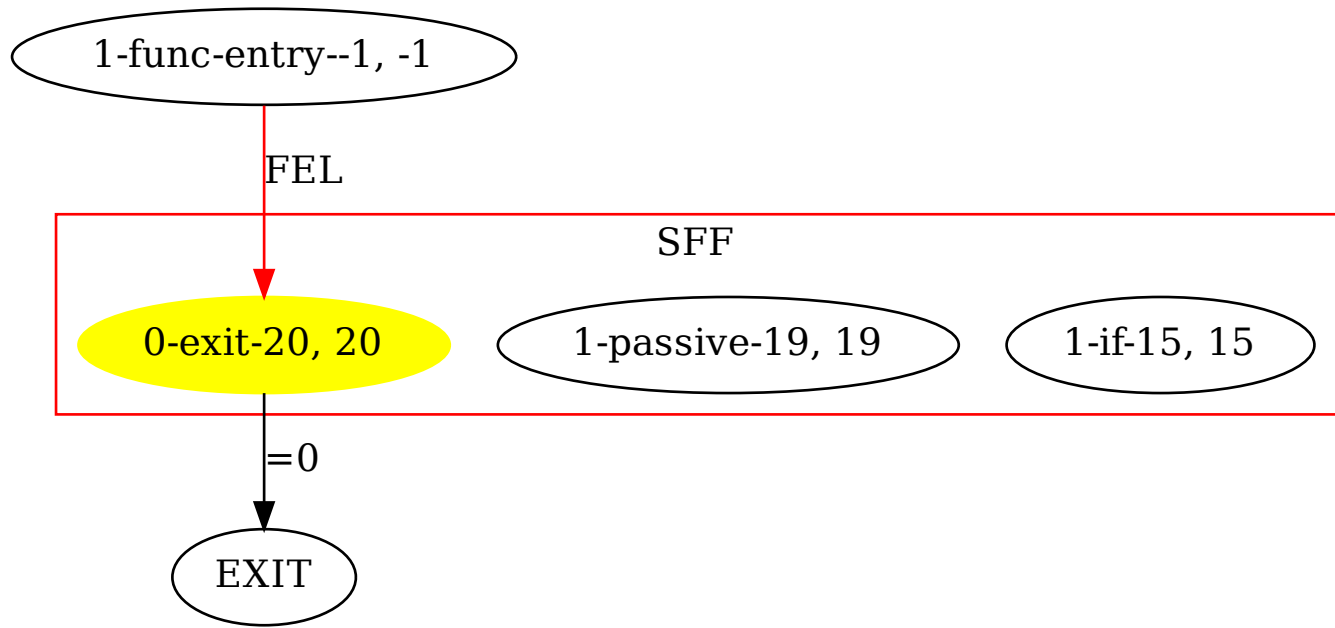 1-func-entry--1, -1
FEL
SFF
0-exit-20, 20
1-passive-19, 19
1-if-15, 15
=0
EXIT